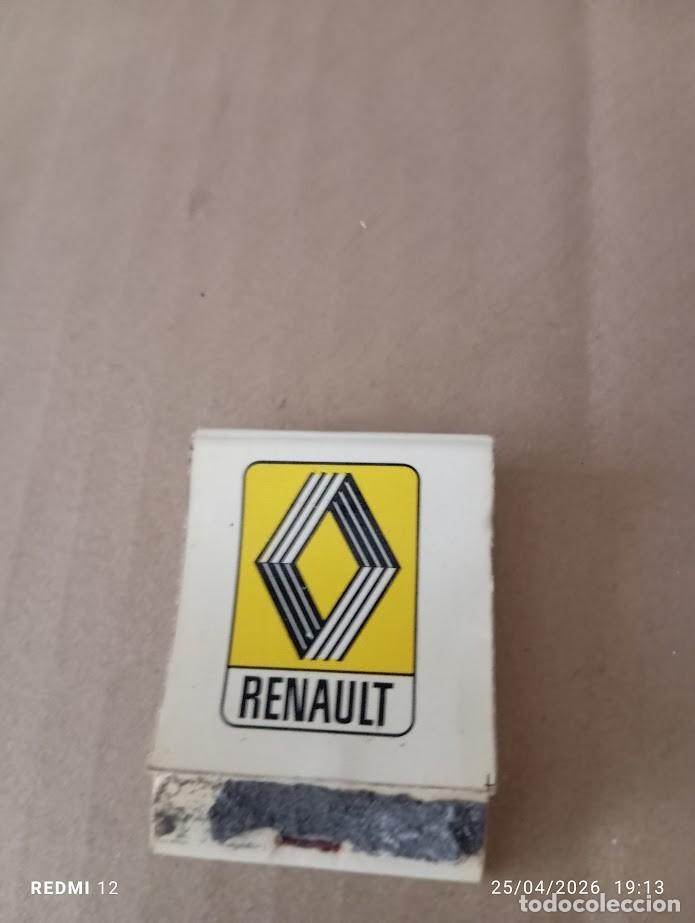 RENAULT
REDMI 12
25/04/2026 19:13
todocoleccion